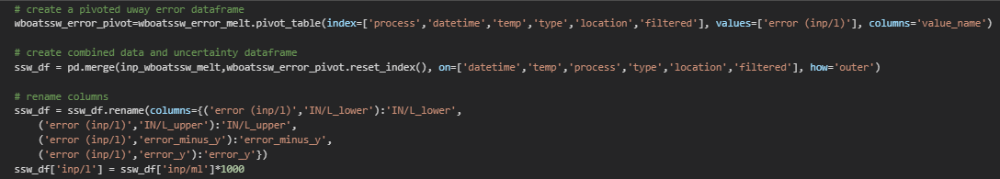 # create a pivoted uway error dataframe
wboatssw_error_pivot=wboatssw_error_melt.pivot_table(index=['process','datetime','temp','type','location','filtered'], values=['error (inp/l)'], columns='value_name')
# create combined data and uncertainty dataframe
ssw_df = pd.merge(inp_wboatssw_melt,wboatssw_error_pivot.reset_index(), on=['datetime','temp','process','type','location','filtered'], how='outer')
# rename columns
ssw_df = ssw_df.rename(columns={('error (inp/l)','IN/L_lower'):'IN/L_lower',
    ('error (inp/l)','IN/L_upper'):'IN/L_upper',
    ('error (inp/l)','error_minus_y'):'error_minus_y',
    ('error (inp/l)','error_y'):'error_y'})
ssw_df['inp/l'] = ssw_df['inp/ml']*1000